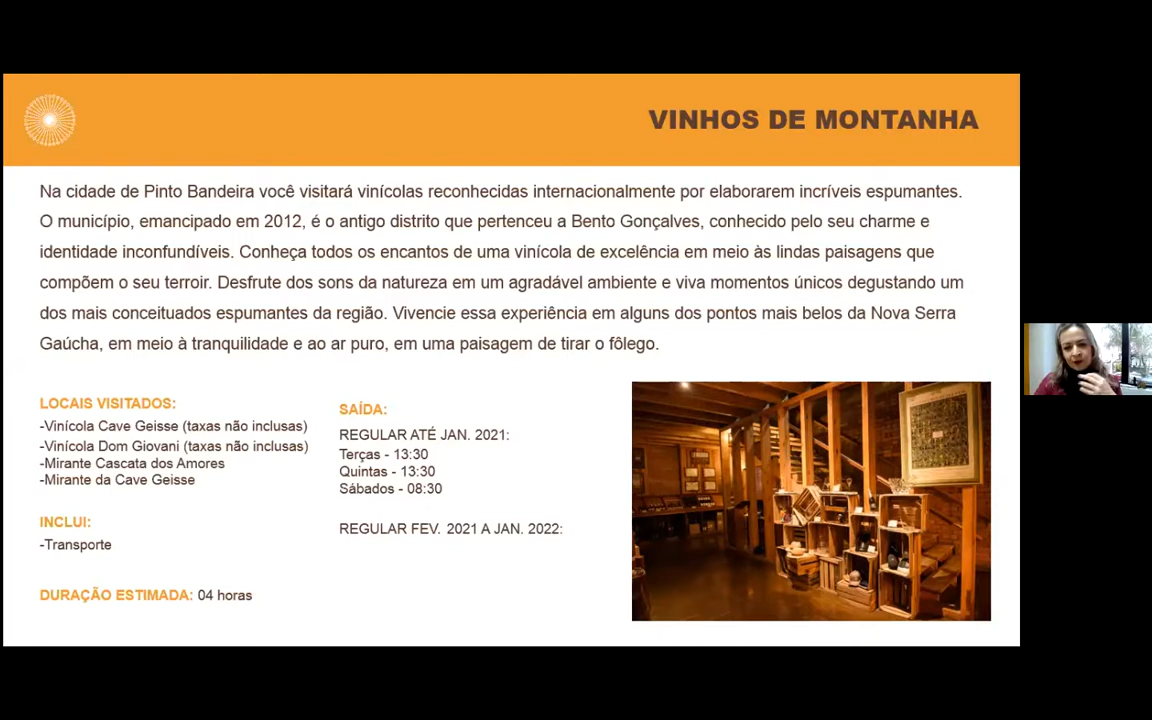 VINHOS DE MONTANHA
Na cidade de Pinto Bandeira você visitará vinícolas reconhecidas internacionalmente por elaborarem incríveis espumantes.
O município, emancipado em 2012, é o antigo distrito que pertenceu a Bento Gonçalves, conhecido pelo seu charme e
identidade inconfundíveis. Conheça todos os encantos de uma vinícola de excelência em meio às lindas paisagens que
compõem o seu terroir. Desfrute dos sons da natureza em um agradável ambiente e viva momentos únicos degustando um
dos mais conceituados espumantes da região. Vivencie essa experiência em alguns dos pontos mais belos da Nova Serra
Gaúcha, em meio à tranquilidade e ao ar puro, em uma paisagem de tirar o fôlego.
LOCAIS VISITADOS:
-Vinícola Cave Geisse (taxas não inclusas)
-Vinícola Dom Giovani (taxas não inclusas)
-Mirante Cascata dos Amores
-Mirante da Cave Geisse
INCLUI:
-Transporte
DURAÇÃO ESTIMADA: 04 horas
SAÍDA:
REGULAR ATÉ JAN. 2021:
Terças - 13:30
Quintas - 13:30
Sábados - 08:30
REGULAR FEV. 2021 A JAN. 2022: